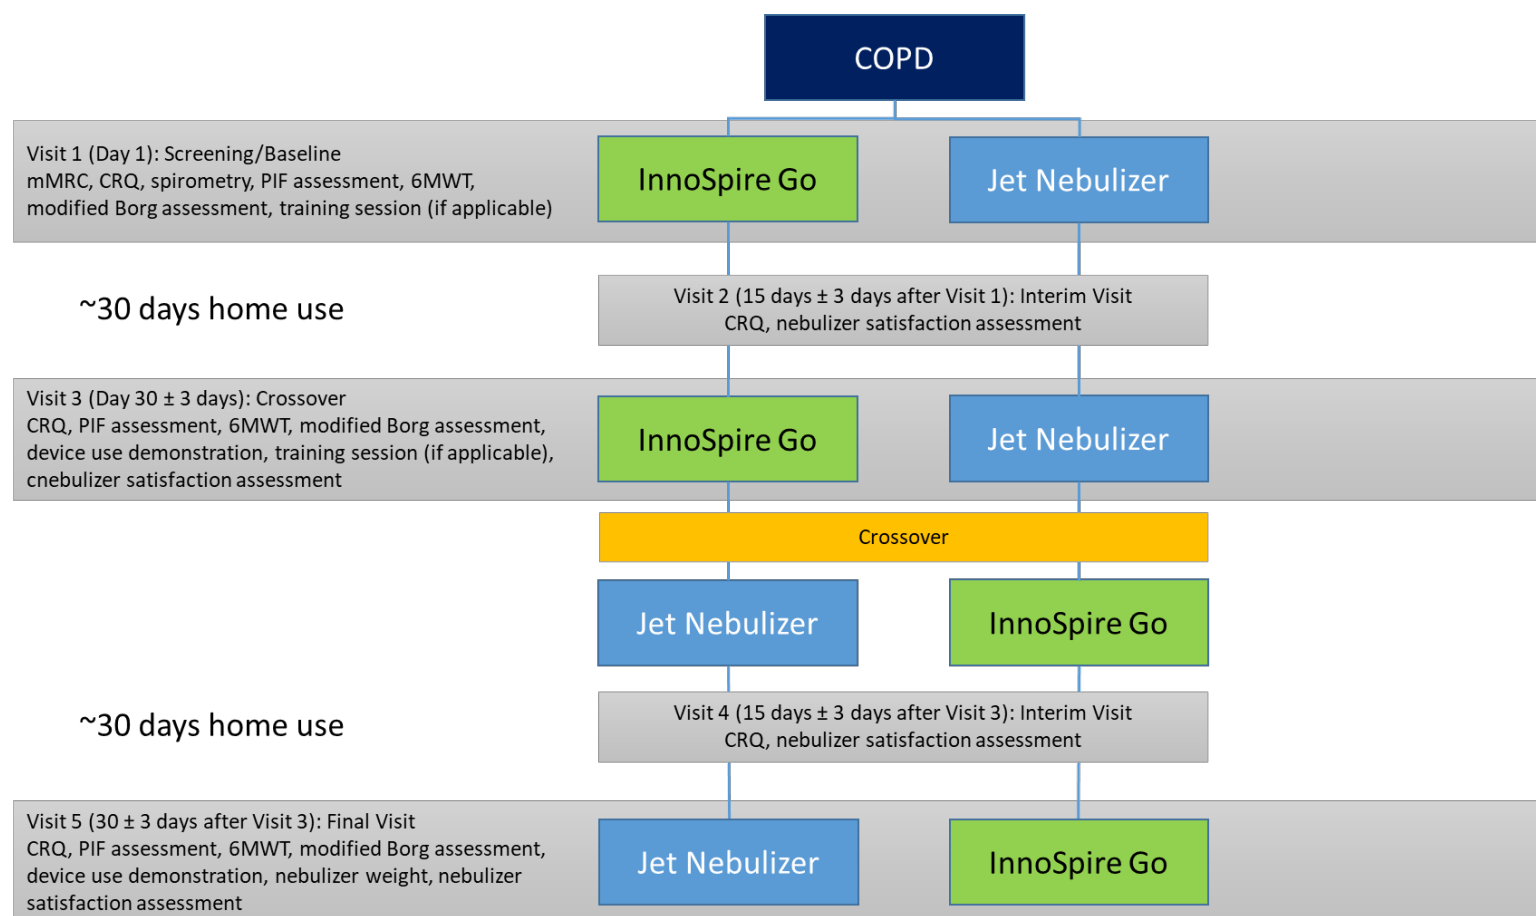 COPD
Visit 1 (Day 1): Screening/Baseline
mMRC, CRQ, spirometry, PIF assessment, 6MWT,
modified Borg assessment, training session (if applicable)
InnoSpire Go
Jet Nebulizer
~30 days home use
Visit 2 (15 days ± 3 days after Visit 1): Interim Visit
CRQ, nebulizer satisfaction assessment
Visit 3 (Day 30 ± 3 days): Crossover
CRQ, PIF assessment, 6MWT, modified Borg assessment,
device use demonstration, training session (if applicable),
cnebulizer satisfaction assessment
InnoSpire Go
Jet Nebulizer
Crossover
Jet Nebulizer
InnoSpire Go
~30 days home use
Visit 4 (15 days ± 3 days after Visit 3): Interim Visit
CRQ, nebulizer satisfaction assessment
Visit 5 (30 ± 3 days after Visit 3): Final Visit
CRQ, PIF assessment, 6MWT, modified Borg assessment,
device use demonstration, nebulizer weight, nebulizer
satisfaction assessment
Jet Nebulizer
InnoSpire Go